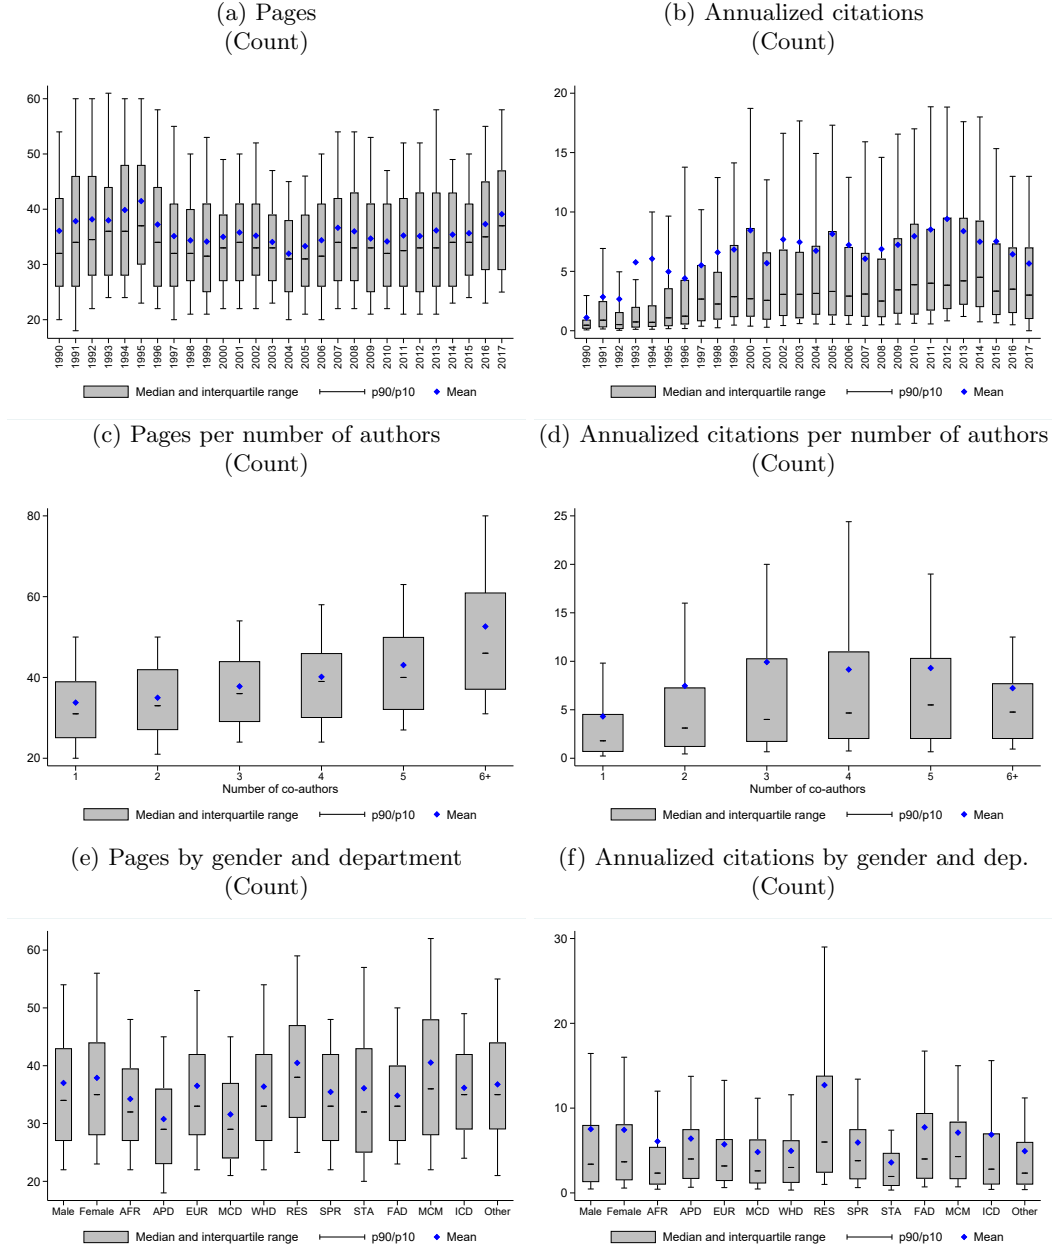 (a) Pages
(Count)
60
50
40
30
20
1990 1991 1992 1993 1994 1995 1996 1997 1998 1999 2000 2001 2002 2003 2004 2005 2006 2007 2008 2009 2010 2011 2012 2013 2014 2015 2016 2017
Median and interquartile range p90/p10 Mean
(b) Annualized citations
(Count)
20
15
10
5
0
1990 1991 1992 1993 1994 1995 1996 1997 1998 1999 2000 2001 2002 2003 2004 2005 2006 2007 2008 2009 2010 2011 2012 2013 2014 2015 2016 2017
Median and interquartile range p90/p10 Mean
(c) Pages per number of authors
(Count)
80
60
40
20
1 2 3 4 5 6+
Number of co-authors
Median and interquartile range p90/p10 Mean
(d) Annualized citations per number of authors
(Count)
25
20
15
10
5
0
1 2 3 4 5 6+
Number of co-authors
Median and interquartile range p90/p10 Mean
(e) Pages by gender and department
(Count)
60
50
40
30
20
Male Female AFR APD EUR MCD WHD RES SPR STA FAD MCM ICD Other
Median and interquartile range p90/p10 Mean
(f) Annualized citations by gender and dep.
(Count)
30
20
10
0
Male Female AFR APD EUR MCD WHD RES SPR STA FAD MCM ICD Other
Median and interquartile range p90/p10 Mean